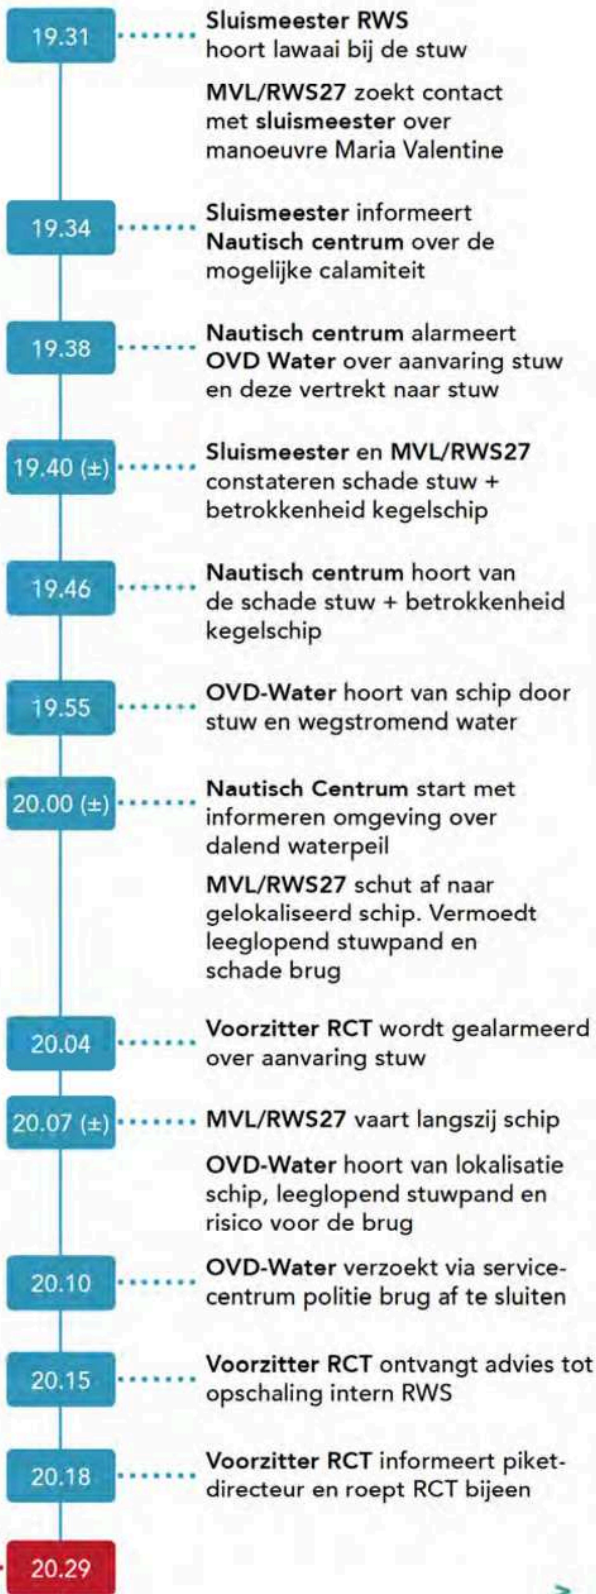 19.31
Sluismeester RWS
hoort lawaai bij de stuw
MVL/RWS27 zoekt contact
met sluismeester over
manoeuvre Maria Valentine
19.34
Sluismeester informeert
Nautisch centrum over de
mogelijke calamiteit
19.38
Nautisch centrum alarmeert
OVD Water over aanvaring stuw
en deze vertrekt naar stuw
19.40 (±)
Sluismeester en MVL/RWS27
constateren schade stuw +
betrokkenheid kegelschip
19.46
Nautisch centrum hoort van
de schade stuw + betrokkenheid
kegelschip
19.55
OVD-Water hoort van schip door
stuw en wegstromend water
20.00 (±)
Nautisch Centrum start met
informeren omgeving over
dalend waterpeil
MVL/RWS27 schut af naar
gelokaliseerd schip. Vermoedt
leeglopend stuwpand en
schade brug
20.04
Voorzitter RCT wordt gealarmeerd
over aanvaring stuw
20.07 (±)
MVL/RWS27 vaart langszij schip
OVD-Water hoort van lokalisatie
schip, leeglopend stuwpand en
risico voor de brug
20.10
OVD-Water verzoekt via service-
centrum politie brug af te sluiten
20.15
Voorzitter RCT ontvangt advies tot
opschaling intern RWS
20.18
Voorzitter RCT informeert piket-
directeur en roept RCT bijeen
20.29